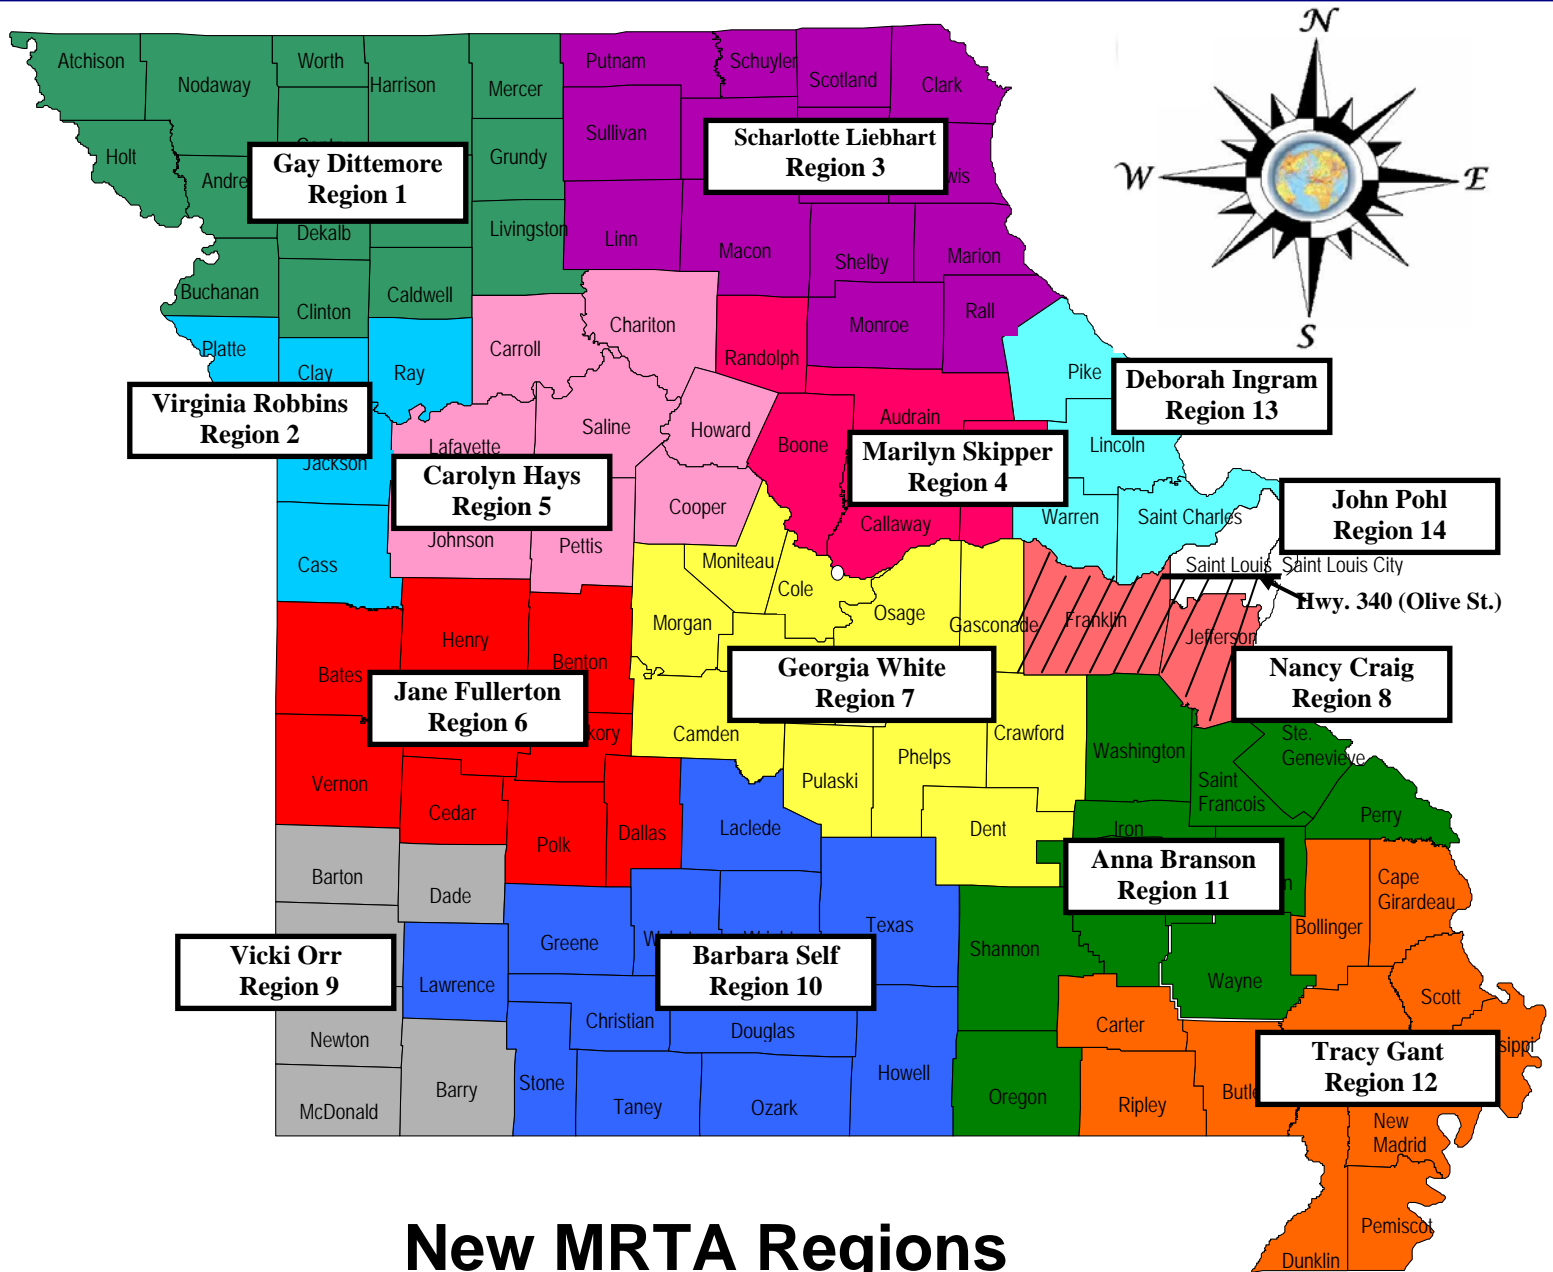 N
W
E
S
Atchison
Nodaway
Worth
Harrison
Mercer
Putnam
Schuyler
Scotland
Clark
Holt
Andre
Grundy
Sullivan
wis
Gay Dittemore
Region 1
Scharlotte Liebhart
Region 3
Dekalb
Livingston
Linn
Macon
Shelby
Marion
Buchanan
Clinton
Caldwell
Carroll
Chariton
Randolph
Monroe
Rall
Platte
Clay
Ray
Pike
Virginia Robbins
Region 2
Deborah Ingram
Region 13
Jackson
Lafayette
Saline
Howard
Boone
Audrain
Lincoln
Carolyn Hays
Region 5
Marilyn Skipper
Region 4
Cass
Johnson
Pettis
Cooper
Callaway
Warren
Saint Charles
John Pohl
Region 14
Moniteau
Cole
Saint Louis
Saint Louis City
Hwy. 340 (Olive St.)
Morgan
Osage
Gasconade
Franklin
Jefferson
Henry
Benton
Bates
Jane Fullerton
Region 6
Georgia White
Region 7
Nancy Craig
Region 8
kory
Camden
Crawford
Washington
Ste.
Genevieve
Vernon
Cedar
Polk
Dallas
Laclede
Pulaski
Phelps
Dent
Iron
Saint
Francois
Perry
Anna Branson
Region 11
n
Barton
Dade
Greene
Texas
Shannon
Bollinger
Cape
Girardeau
Vicki Orr
Region 9
Barbara Self
Region 10
Lawrence
Wayne
Scott
Newton
Christian
Douglas
Howell
Carter
sippi
Tracy Gant
Region 12
McDonald
Barry
Stone
Taney
Ozark
Oregon
Ripley
Butle
New
Madrid
Pemiscot
Dunklin
New MRTA Regions